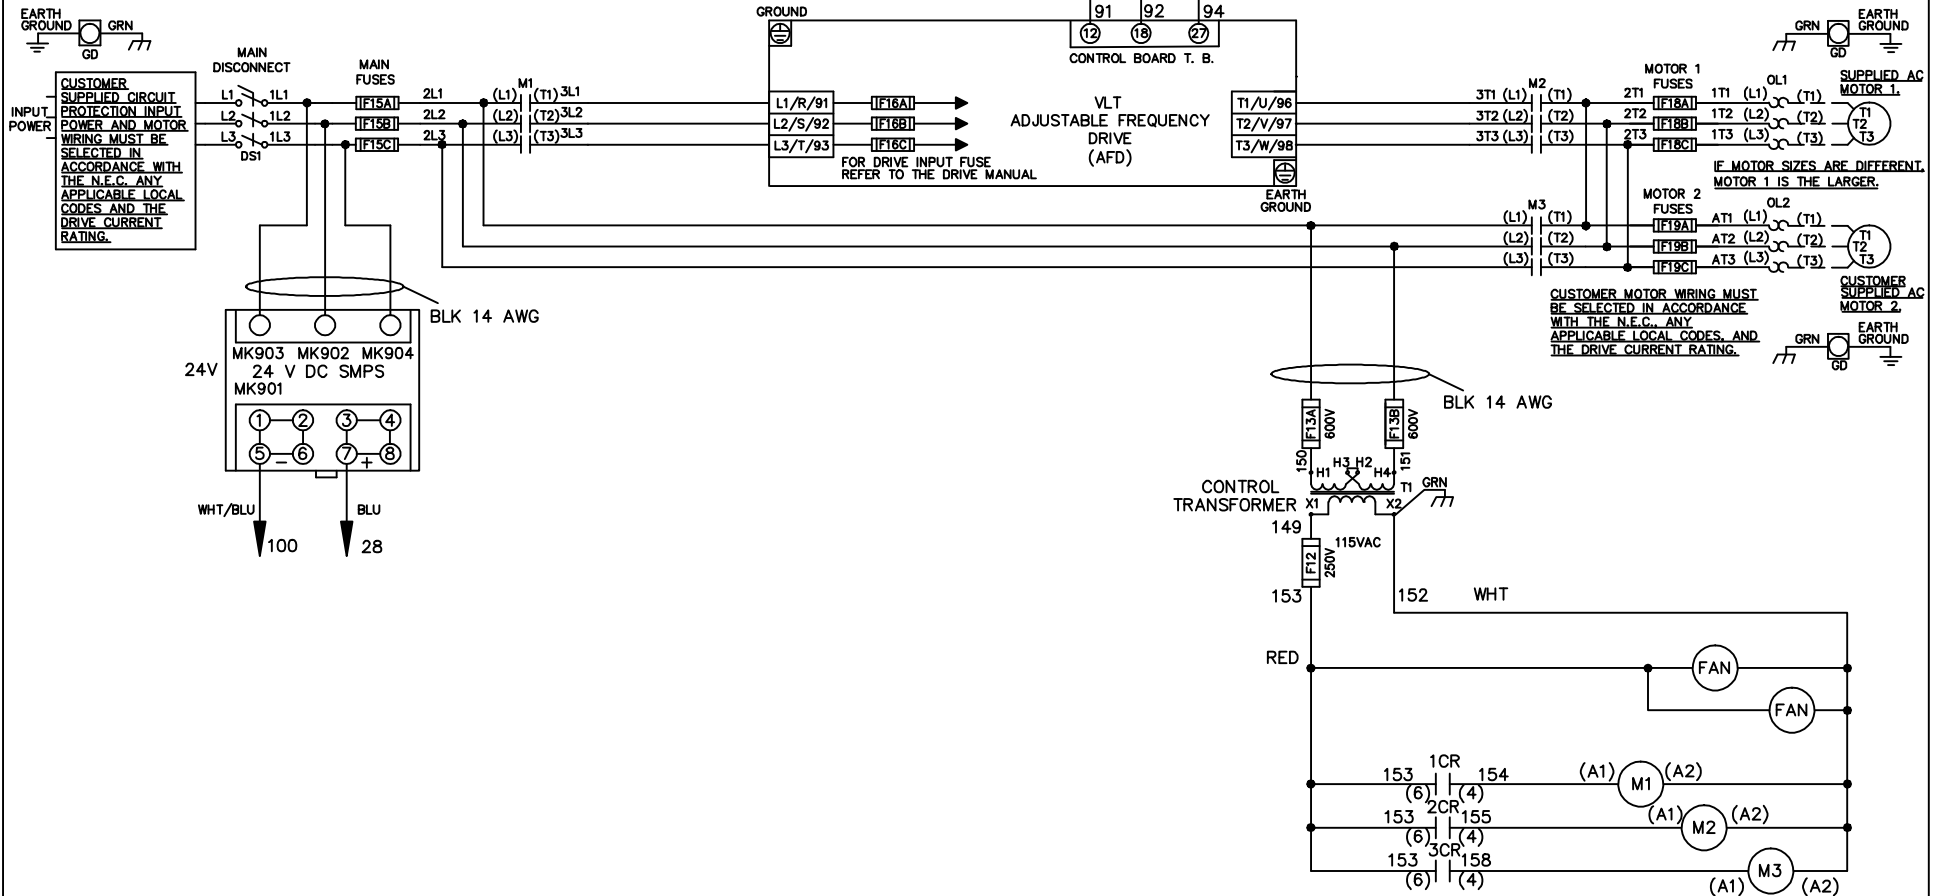 EARTH
GROUND
GRN
GD
CUSTOMER
SUPPLIED CIRCUIT
PROTECTION INPUT
POWER AND MOTOR
WIRING MUST BE
SELECTED IN
ACCORDANCE WITH
THE N.E.C. ANY
APPLICABLE LOCAL
CODES AND THE
DRIVE CURRENT
RATING.
INPUT
POWER
MAIN
DISCONNECT
L1 1L1
L2 1L2
L3 1L3
DS1
MAIN
FUSES
F15A
F15B
F15C
2L1
2L2
2L3
M1
(L1) (T1) 3L1
(L2) (T2) 3L2
(L3) (T3) 3L3
GROUND
91 92 94
12 18 27
CONTROL BOARD T. B.
L1/R/91
L2/S/92
L3/T/93
F16A
F16B
F16C
FOR DRIVE INPUT FUSE
REFER TO THE DRIVE MANUAL
VLT
ADJUSTABLE FREQUENCY
DRIVE
(AFD)
T1/U/96
T2/V/97
T3/W/98
EARTH
GROUND
M2
3T1 (L1) (T1)
3T2 (L2) (T2)
3T3 (L3) (T3)
MOTOR 1
FUSES
2T1 F18A 1T1 (L1) (T1)
2T2 F18B 1T2 (L2) (T2)
2T3 F18C 1T3 (L3) (T3)
OL1
GRN
GD
EARTH
GROUND
SUPPLIED AC
MOTOR 1.
T1
T2
T3
IF MOTOR SIZES ARE DIFFERENT,
MOTOR 1 IS THE LARGER.
M3
(L1) (T1)
(L2) (T2)
(L3) (T3)
MOTOR 2
FUSES
F19A AT1 (L1) (T1)
F19B AT2 (L2) (T2)
F19C AT3 (L3) (T3)
OL2
T1
T2
T3
CUSTOMER
SUPPLIED AC
MOTOR 2.
CUSTOMER MOTOR WIRING MUST
BE SELECTED IN ACCORDANCE
WITH THE N.E.C., ANY
APPLICABLE LOCAL CODES, AND
THE DRIVE CURRENT RATING.
GRN
GD
EARTH
GROUND
BLK 14 AWG
MK903 MK902 MK904
24V
24 V DC SMPS
MK901
1 2 3 4
5 - 6 7 + 8
WHT/BLU
BLU
100
28
BLK 14 AWG
F13A
600V
F13B
600V
150
151
H1 H3 H2 H4
T1
GRN
CONTROL
TRANSFORMER
X1
X2
149
115VAC
F12
250V
153
152
WHT
RED
FAN
FAN
1CR
153 154
(6) (4)
(A1) M1 (A2)
2CR
153 155
(6) (4)
(A1) M2 (A2)
3CR
153 158
(6) (4)
(A1) M3 (A2)